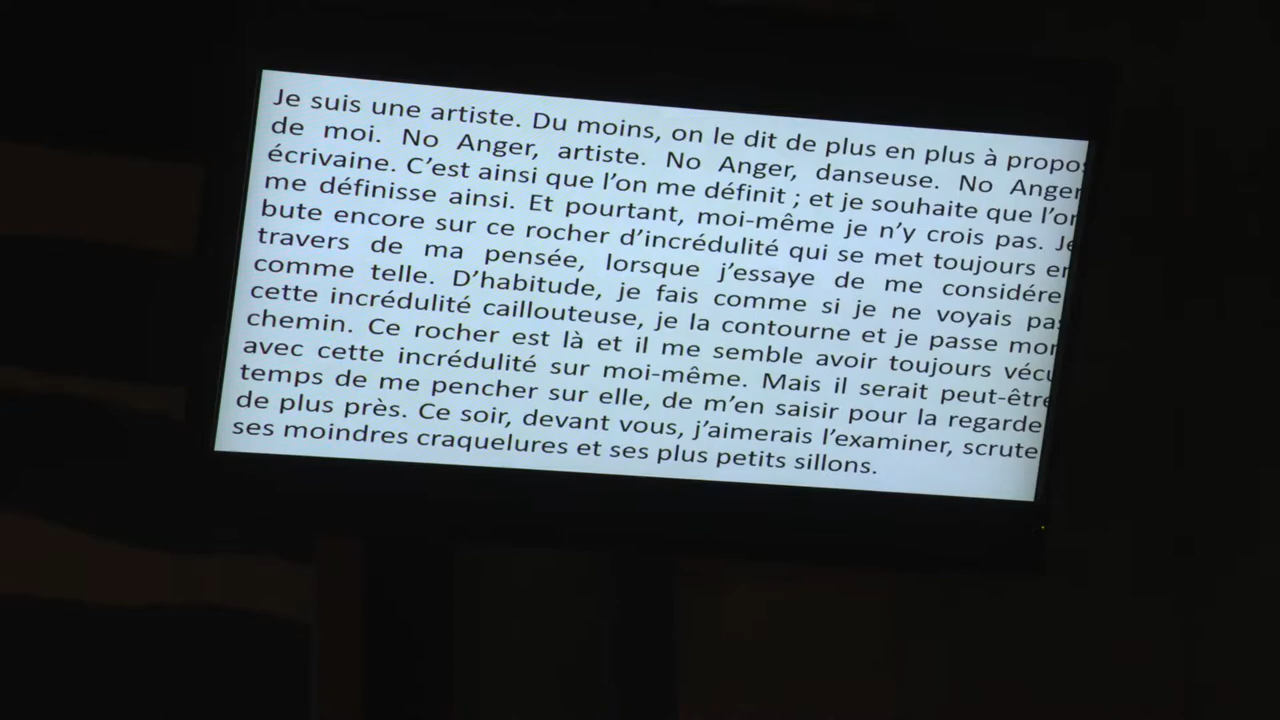 Je suis une artiste. Du moins, on le dit de plus en plus à propos
de moi. No Anger, artiste. No Anger, danseuse. No Anger
écrivaine. C’est ainsi que l’on me définit ; et je souhaite que l’on
me définisse ainsi. Et pourtant, moi-même je n’y crois pas. Je
bute encore sur ce rocher d’incrédulité qui se met toujours en
travers de ma pensée, lorsque j’essaye de me considére
comme telle. D’habitude, je fais comme si je ne voyais pas
cette incrédulité caillouteuse, je la contourne et je passe mon
chemin. Ce rocher est là et il me semble avoir toujours vécu
avec cette incrédulité sur moi-même. Mais il serait peut-être
temps de me pencher sur elle, de m’en saisir pour la regarde
de plus près. Ce soir, devant vous, j’aimerais l’examiner, scrute
ses moindres craquelures et ses plus petits sillons.